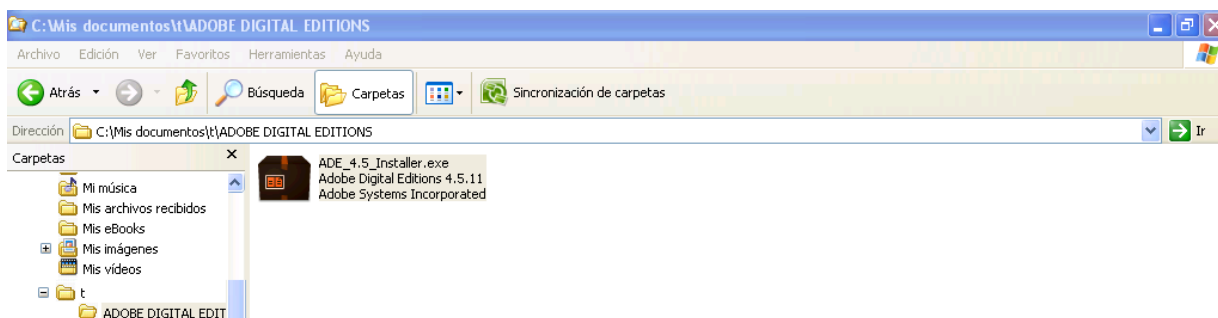 C:\Mis documentos\t\ADOBE DIGITAL EDITIONS
Archivo Edición Ver Favoritos Herramientas Ayuda
Atrás Búsqueda Carpetas Sincronización de carpetas
Dirección C:\Mis documentos\t\ADOBE DIGITAL EDITIONS Ir
Carpetas
Mi música
Mis archivos recibidos
Mis eBooks
Mis imágenes
Mis vídeos
t
ADOBE DIGITAL EDIT
ADE_4.5_Installer.exe
Adobe Digital Editions 4.5.11
Adobe Systems Incorporated